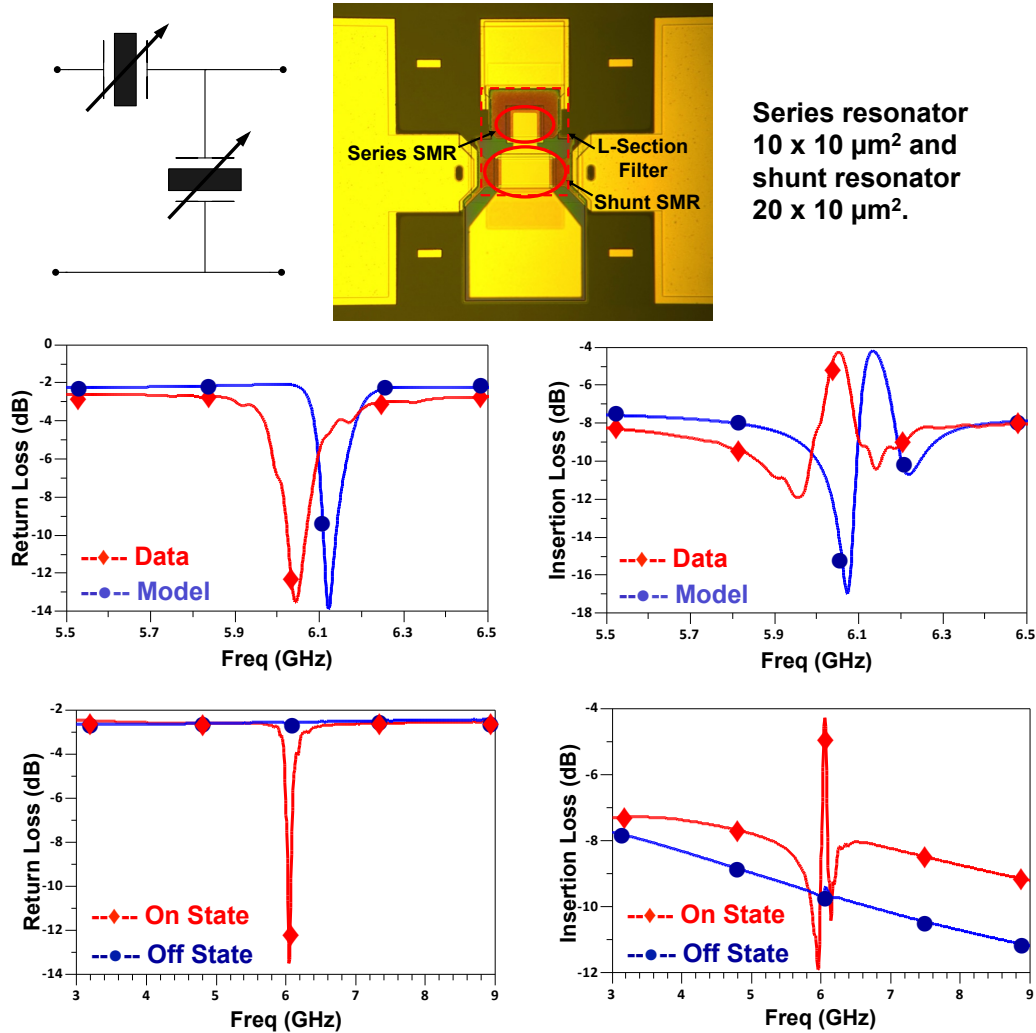 Series SMR
L-Section
Filter
Shunt SMR
Series resonator
10 x 10 µm² and
shunt resonator
20 x 10 µm².
Return Loss (dB)
0
-2
-4
-6
-8
-10
-12
-14
Data
Model
5.5
5.7
5.9
6.1
6.3
6.5
Freq (GHz)
Insertion Loss (dB)
-4
-6
-8
-10
-12
-14
-16
-18
Data
Model
5.5
5.7
5.9
6.1
6.3
6.5
Freq (GHz)
Return Loss (dB)
-2
-4
-6
-8
-10
-12
-14
On State
Off State
3
4
5
6
7
8
9
Freq (GHz)
Insertion Loss (dB)
-4
-6
-8
-10
-12
On State
Off State
3
4
5
6
7
8
9
Freq (GHz)